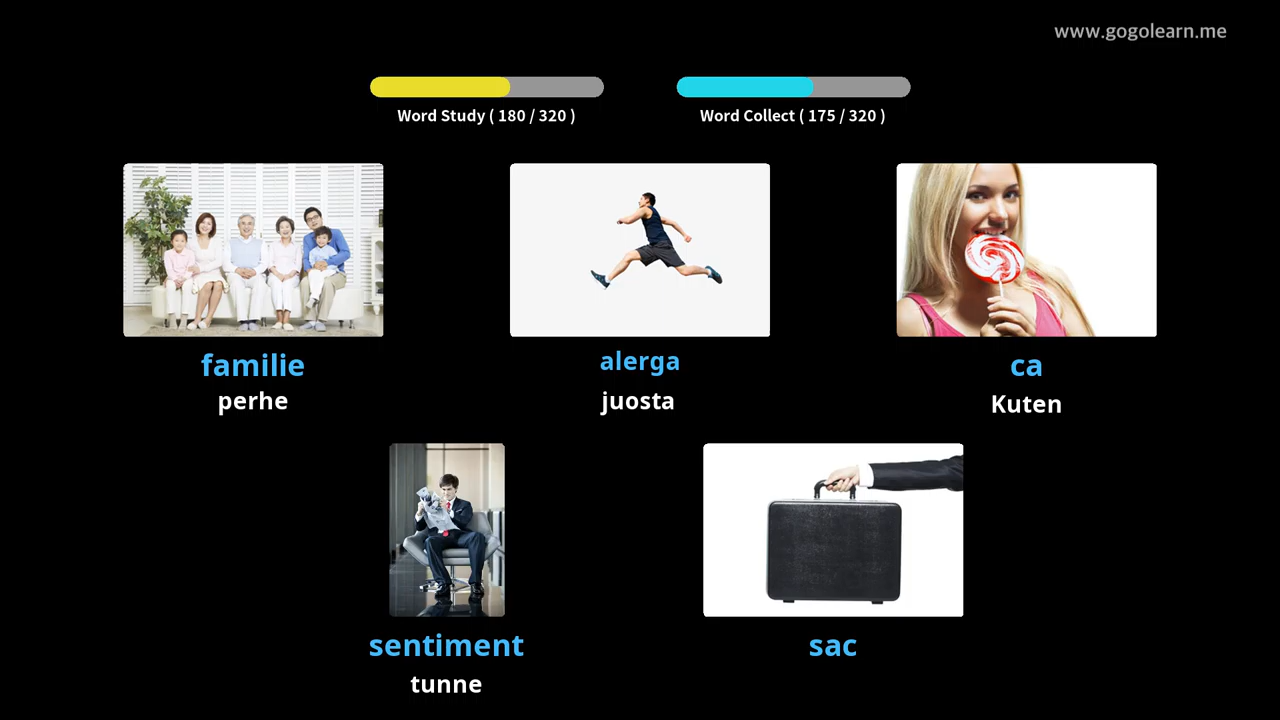 www.gogolearn.me
Word Study ( 180 / 320 )
Word Collect ( 175 / 320 )
familie
perhe
alerga
juosta
ca
Kuten
sentiment
tunne
sac